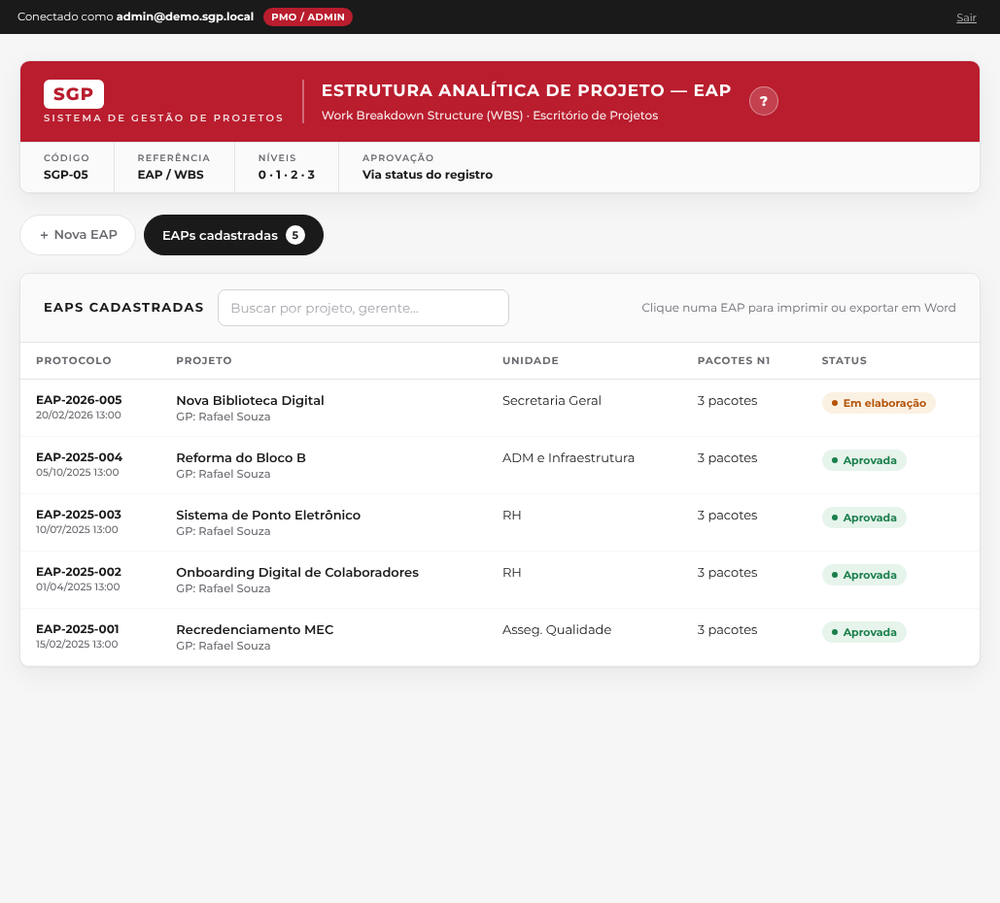 Conectado como admin@demo.sgp.local PMO / ADMIN Sair
SGP
SISTEMA DE GESTÃO DE PROJETOS
ESTRUTURA ANALÍTICA DE PROJETO — EAP
Work Breakdown Structure (WBS) · Escritório de Projetos
?
CÓDIGO
SGP-05
REFERÊNCIA
EAP / WBS
NÍVEIS
0 · 1 · 2 · 3
APROVAÇÃO
Via status do registro
+ Nova EAP
EAPs cadastradas 5
EAPS CADASTRADAS
Buscar por projeto, gerente...
Clique numa EAP para imprimir ou exportar em Word
PROTOCOLO PROJETO UNIDADE PACOTES N1 STATUS
EAP-2026-005 Nova Biblioteca Digital Secretaria Geral 3 pacotes Em elaboração
20/02/2026 13:00 GP: Rafael Souza
EAP-2025-004 Reforma do Bloco B ADM e Infraestrutura 3 pacotes Aprovada
05/10/2025 13:00 GP: Rafael Souza
EAP-2025-003 Sistema de Ponto Eletrônico RH 3 pacotes Aprovada
10/07/2025 13:00 GP: Rafael Souza
EAP-2025-002 Onboarding Digital de Colaboradores RH 3 pacotes Aprovada
01/04/2025 13:00 GP: Rafael Souza
EAP-2025-001 Recredenciamento MEC Asseg. Qualidade 3 pacotes Aprovada
15/02/2025 13:00 GP: Rafael Souza